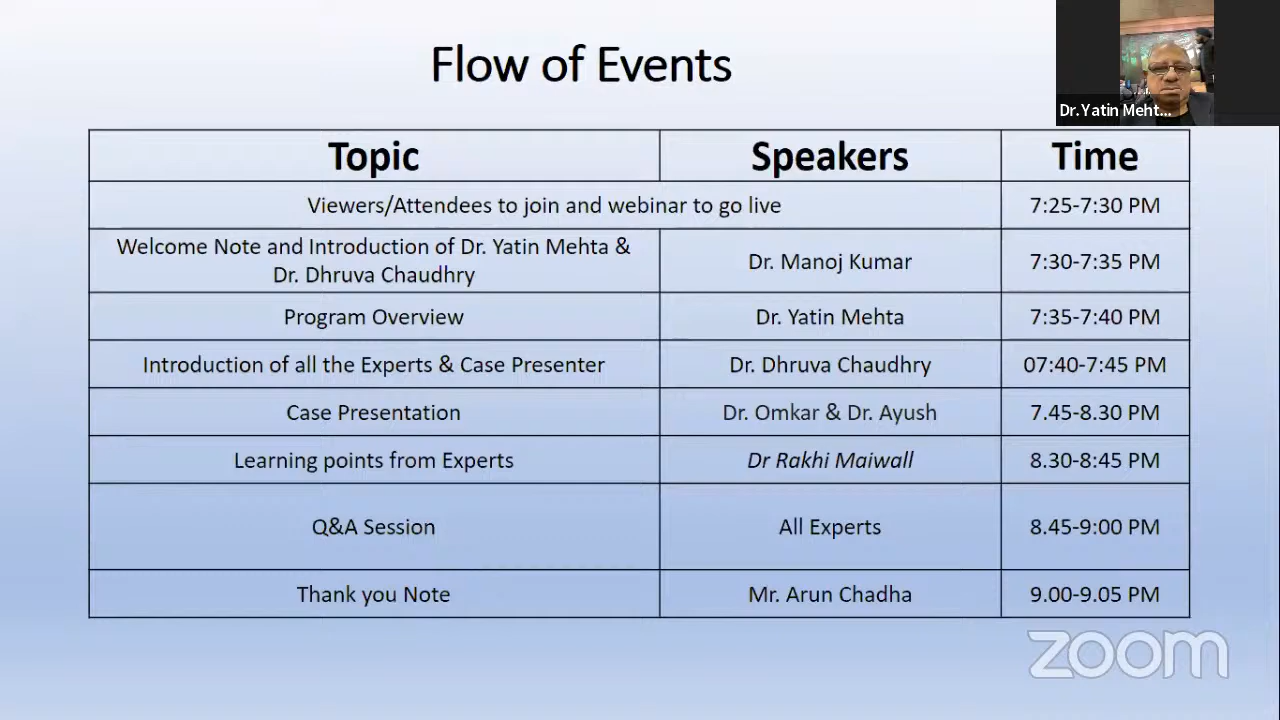 Flow of Events
Dr.Yatin Meht...
Topic Speakers Time
Viewers/Attendees to join and webinar to go live 7:25-7:30 PM
Welcome Note and Introduction of Dr. Yatin Mehta &
Dr. Dhruva Chaudhry
Dr. Manoj Kumar 7:30-7:35 PM
Program Overview Dr. Yatin Mehta 7:35-7:40 PM
Introduction of all the Experts & Case Presenter Dr. Dhruva Chaudhry 07:40-7:45 PM
Case Presentation Dr. Omkar & Dr. Ayush 7.45-8.30 PM
Learning points from Experts Dr Rakhi Maiwall 8.30-8:45 PM
Q&A Session All Experts 8.45-9:00 PM
Thank you Note Mr. Arun Chadha 9.00-9.05 PM
zoom